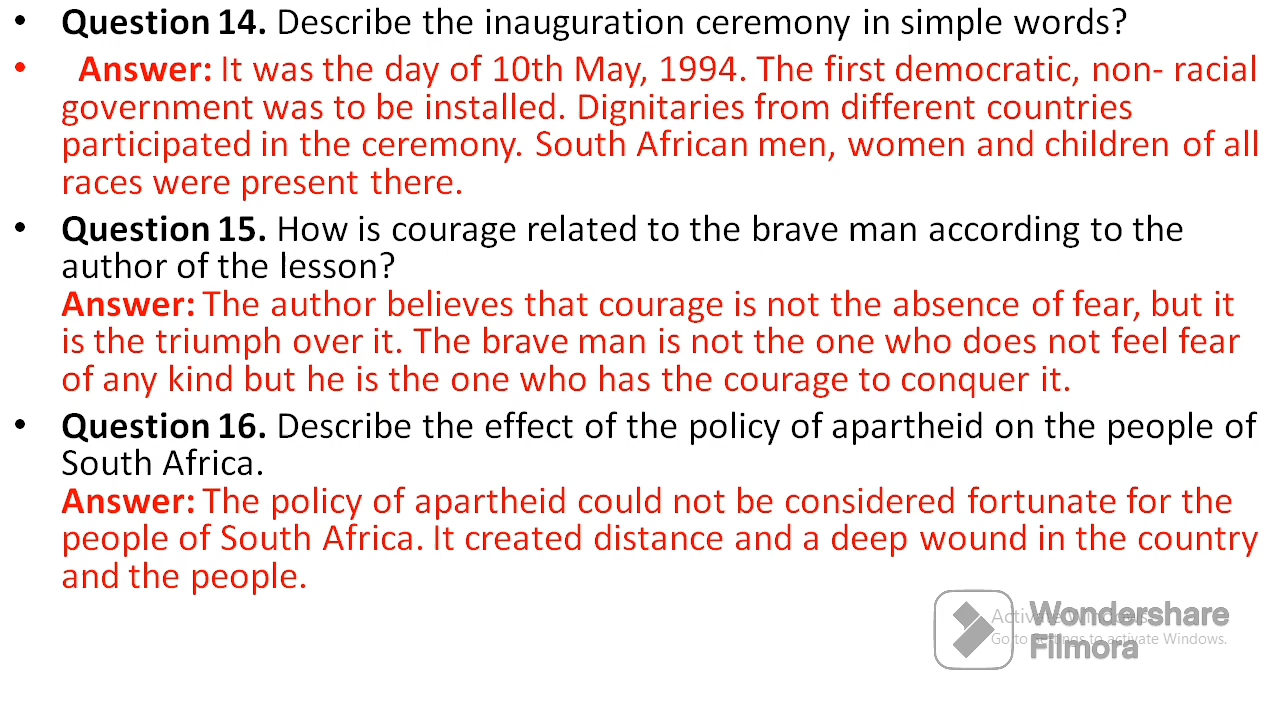 • Question 14. Describe the inauguration ceremony in simple words?
• Answer: It was the day of 10th May, 1994. The first democratic, non- racial
government was to be installed. Dignitaries from different countries
participated in the ceremony. South African men, women and children of all
races were present there.
• Question 15. How is courage related to the brave man according to the
author of the lesson?
Answer: The author believes that courage is not the absence of fear, but it
is the triumph over it. The brave man is not the one who does not feel fear
of any kind but he is the one who has the courage to conquer it.
• Question 16. Describe the effect of the policy of apartheid on the people of
South Africa.
Answer: The policy of apartheid could not be considered fortunate for the
people of South Africa. It created distance and a deep wound in the country
and the people.
Wondershare
Filmora
Activate Windows
Go to Settings to activate Windows.